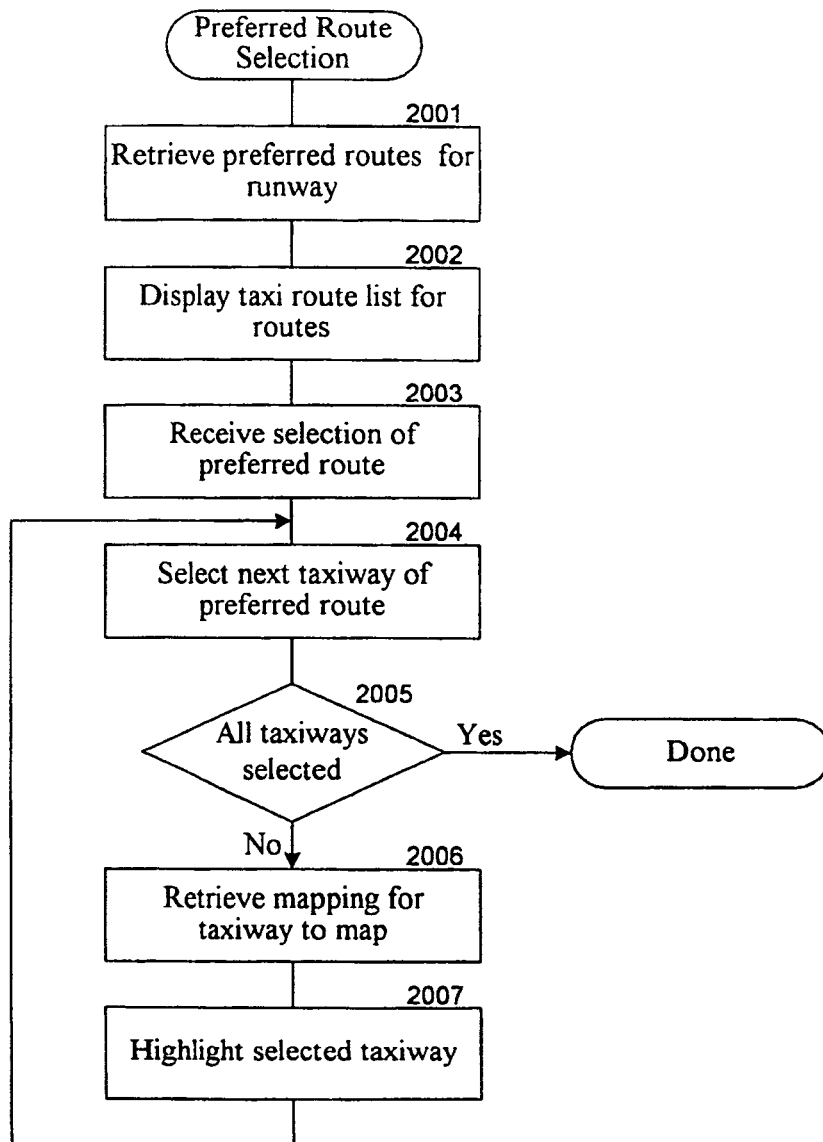 Preferred Route
Selection
2001
Retrieve preferred routes for
runway
2002
Display taxi route list for
routes
2003
Receive selection of
preferred route
2004
Select next taxiway of
preferred route
2005
All taxiways
selected
Yes
Done
No
2006
Retrieve mapping for
taxiway to map
2007
Highlight selected taxiway